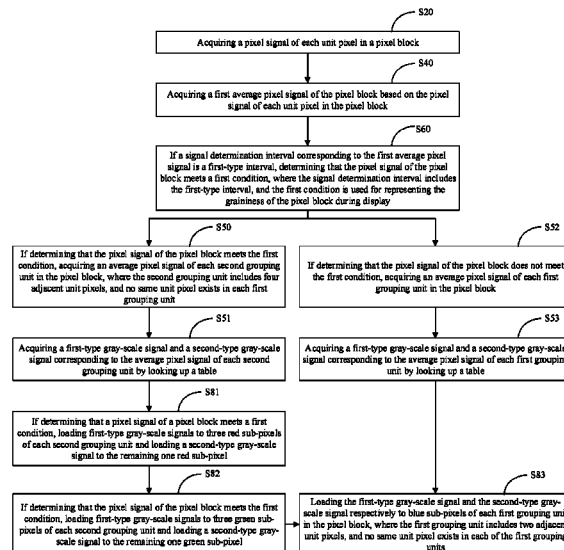 S20
Acquiring a pixel signal of each unit pixel in a pixel block
S40
Acquiring a first average pixel signal of the pixel block based on the pixel
signal of each unit pixel in the pixel block
S60
If a signal determination interval corresponding to the first average pixel
signal is a first-type interval, determining that the pixel signal of the pixel
block meets a first condition, where the signal determination interval includes
the first-type interval, and the first condition is used for representing the
graininess of the pixel block during display
S50
If determining that the pixel signal of the pixel block meets the first
condition, acquiring an average pixel signal of each second grouping
unit in the pixel block, where the second grouping unit includes four
adjacent unit pixels, and no same unit pixel exists in each first
grouping unit
S52
If determining that the pixel signal of the pixel block does not meet
the first condition, acquiring an average pixel signal of each first
grouping unit in the pixel block
S51
Acquiring a first-type gray-scale signal and a second-type gray-scale
signal corresponding to the average pixel signal of each second
grouping unit by looking up a table
S53
Acquiring a first-type gray-scale signal and a second-type gray-scale
signal corresponding to the average pixel signal of each first grouping
unit by looking up a table
S81
If determining that a pixel signal of a pixel block meets a first
condition, loading first-type gray-scale signals to three red sub-pixels
of each second grouping unit and loading a second-type gray-scale
signal to the remaining one red sub-pixel
S82
If determining that the pixel signal of the pixel block meets the first
condition, loading first-type gray-scale signals to three green sub-
pixels of each second grouping unit and loading a second-type gray-
scale signal to the remaining one green sub-pixel
S83
Loading the first-type gray-scale signal and the second-type gray-
scale signal respectively to blue sub-pixels of each first grouping unit
in the pixel block, where the first grouping unit includes two adjacent
unit pixels, and no same unit pixel exists in each of the first grouping
units